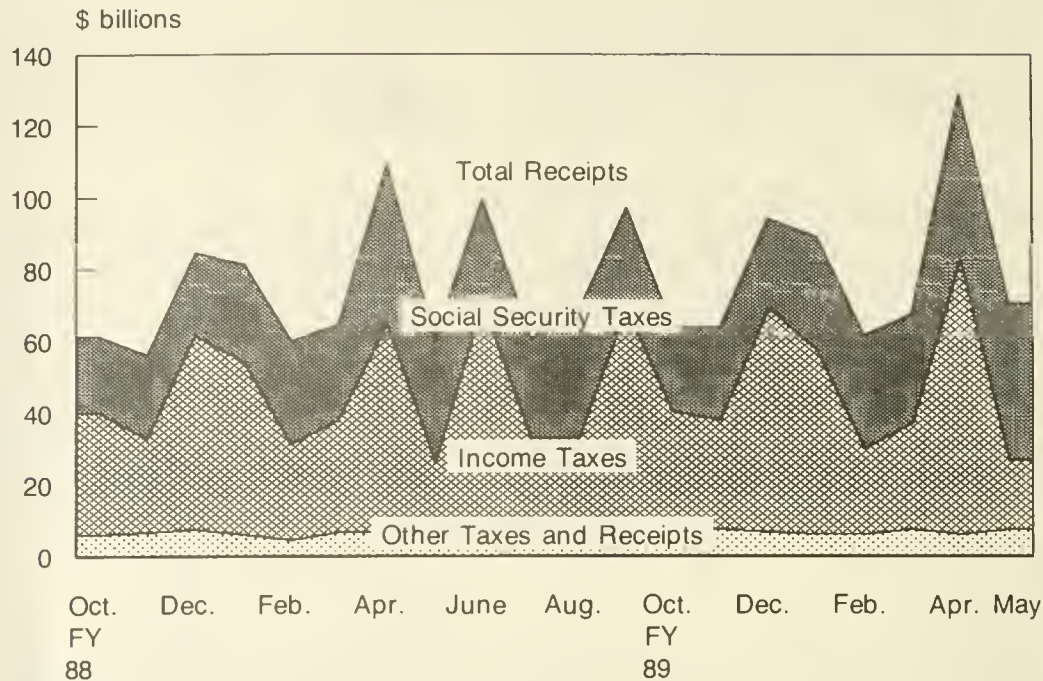 $ billions
140
120
100
80
60
40
20
0
Total Receipts
Social Security Taxes
Income Taxes
Other Taxes and Receipts
Oct. Dec. Feb. Apr. June Aug. Oct. Dec. Feb. Apr. May
FY FY
88 89